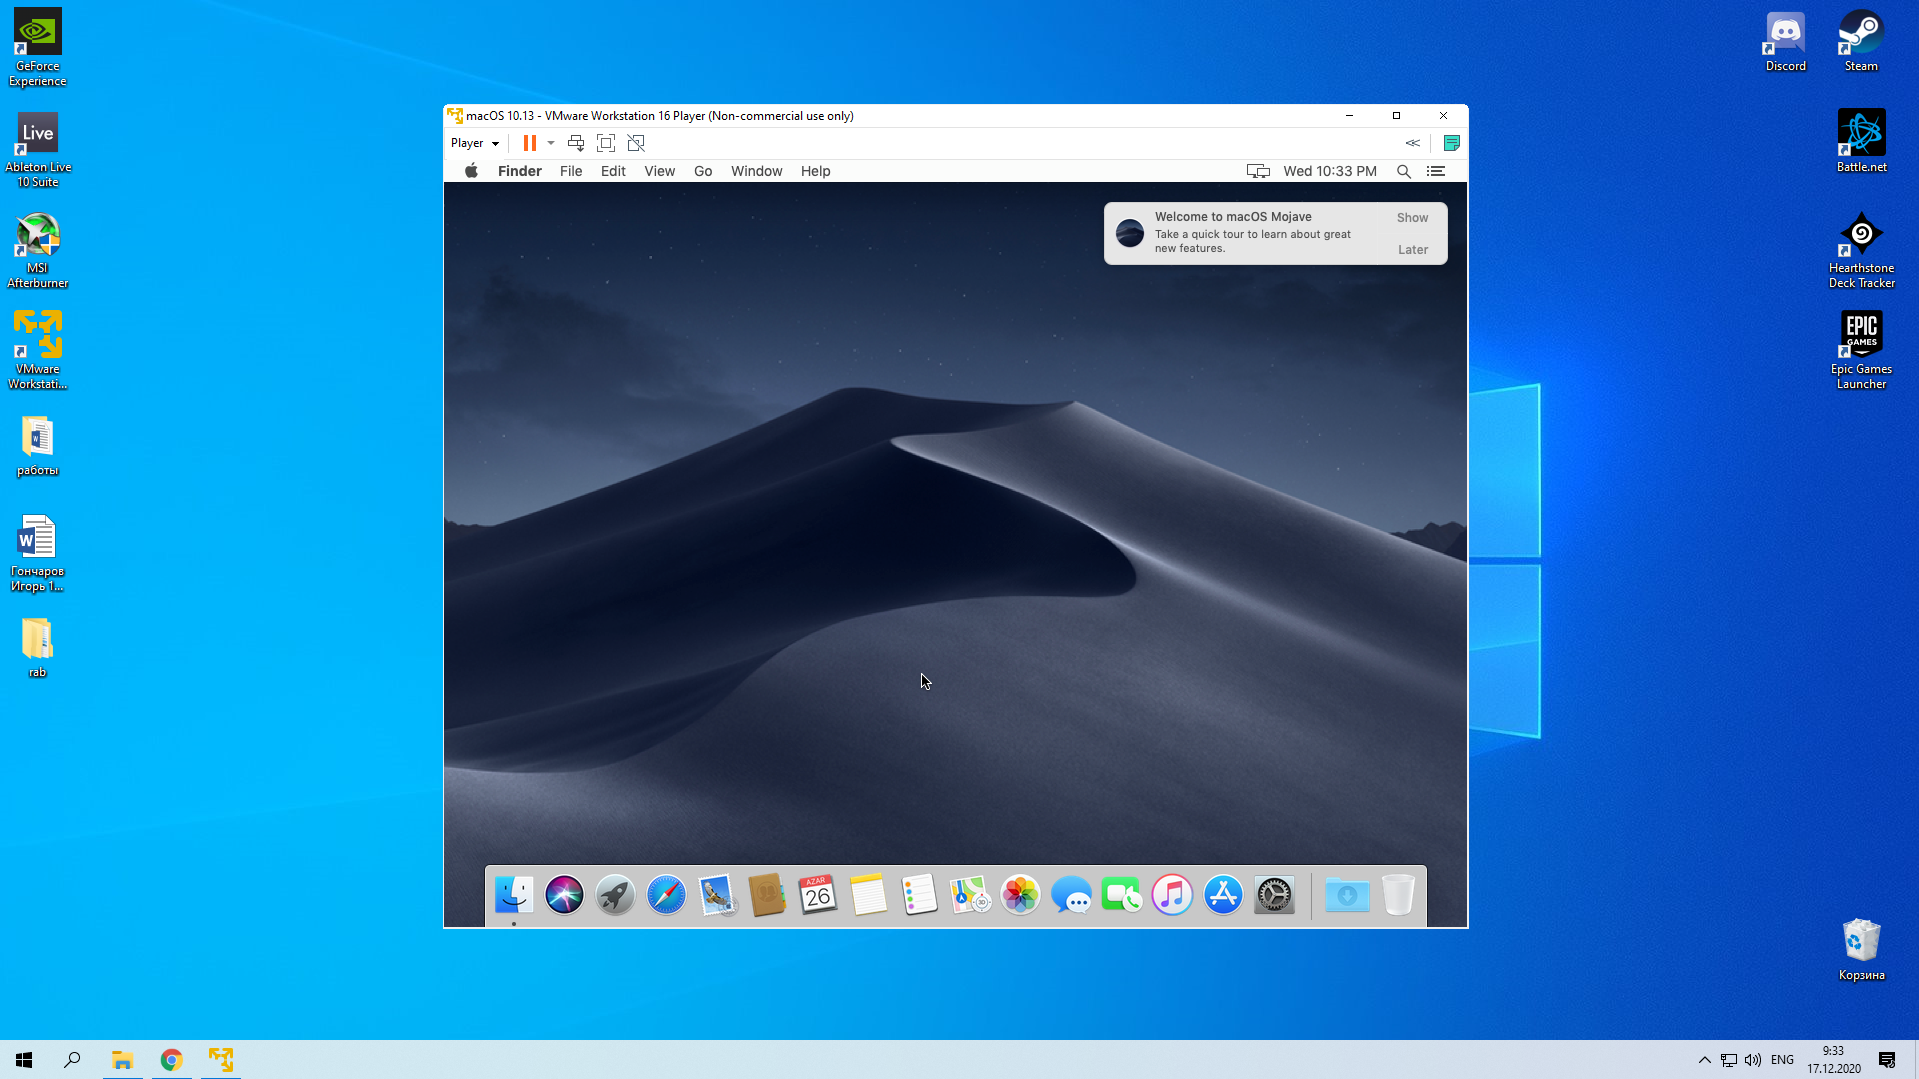 GeForce
Experience
Live
Ableton Live
10 Suite
MSI
Afterburner
VMware
Workstati...
работы
W
Гончаров
Игорь 1...
rab
macOS 10.13 - VMware Workstation 16 Player (Non-commercial use only)
Player
Finder File Edit View Go Window Help
Wed 10:33 PM
Welcome to macOS Mojave
Show
Take a quick tour to learn about great
new features.
Later
AZAR
26
3D
Discord
Steam
Battle.net
Hearthstone
Deck Tracker
EPIC
GAMES
Epic Games
Launcher
Корзина
ENG
9:33
17.12.2020